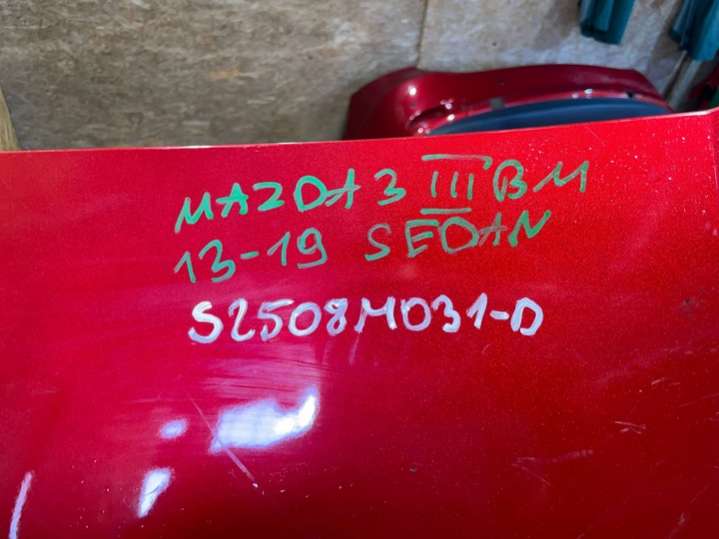 MAZDA 3 III BM
13-19 SEDAN
S2508M031-D